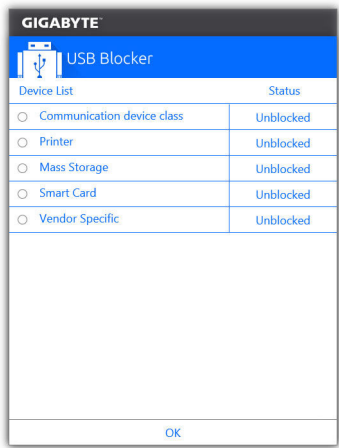 GIGABYTE™
USB Blocker
Device List Status
Communication device class Unblocked
Printer Unblocked
Mass Storage Unblocked
Smart Card Unblocked
Vendor Specific Unblocked
OK